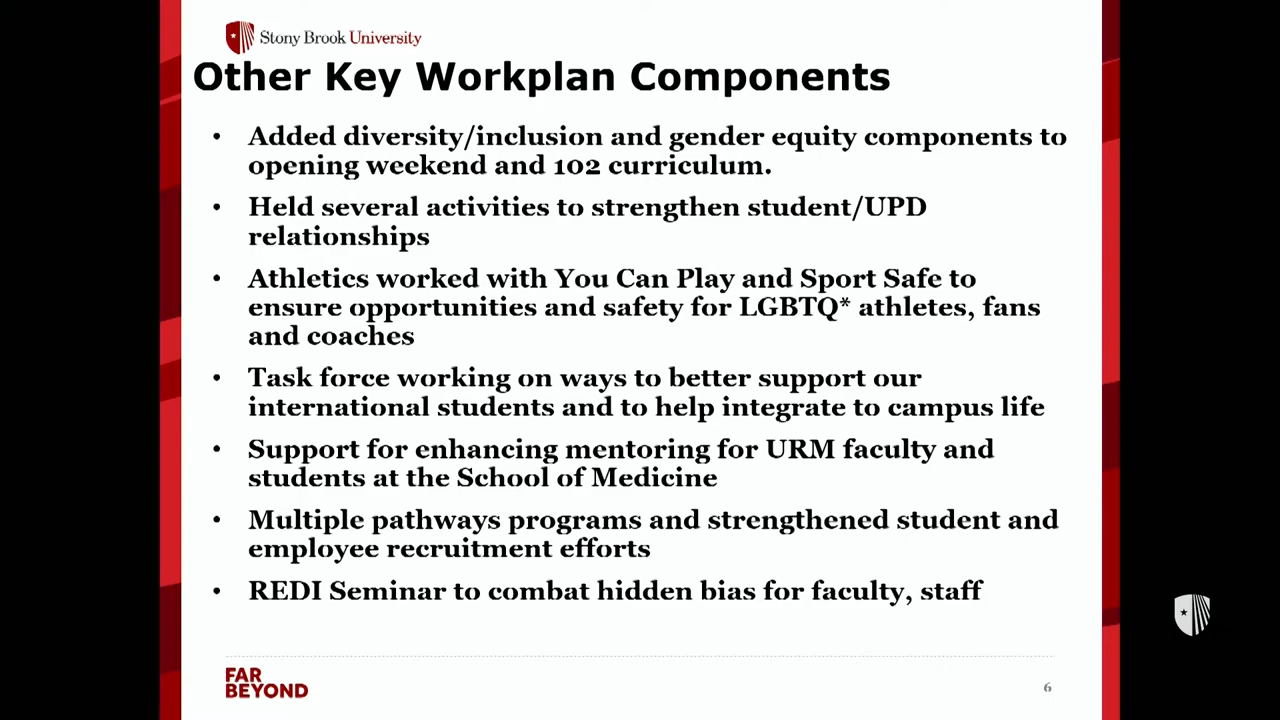 Stony Brook University
Other Key Workplan Components
• Added diversity/inclusion and gender equity components to
opening weekend and 102 curriculum.
• Held several activities to strengthen student/UPD
relationships
• Athletics worked with You Can Play and Sport Safe to
ensure opportunities and safety for LGBTQ* athletes, fans
and coaches
• Task force working on ways to better support our
international students and to help integrate to campus life
• Support for enhancing mentoring for URM faculty and
students at the School of Medicine
• Multiple pathways programs and strengthened student and
employee recruitment efforts
• REDI Seminar to combat hidden bias for faculty, staff
FAR
BEYOND
6